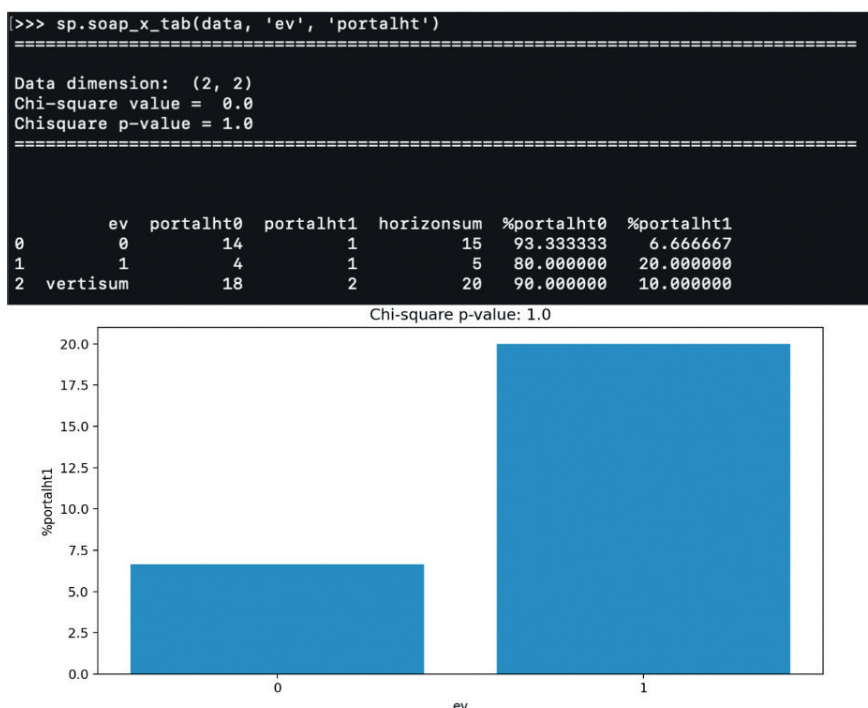 [>>> sp.soap_x_tab(data, 'ev', 'portalht')
================================================================================
Data dimension:  (2, 2)
Chi-square value =  0.0
Chisquare p-value = 1.0
================================================================================
ev  portalht0  portalht1  horizonsum  %portalht0  %portalht1
0  0  14  1  15  93.333333  6.666667
1  1  4  1  5  80.000000  20.000000
2  vertisum  18  2  20  90.000000  10.000000
Chi-square p-value: 1.0
20.0
17.5
15.0
12.5
10.0
7.5
5.0
2.5
0.0
%portalht1
0 1
ev